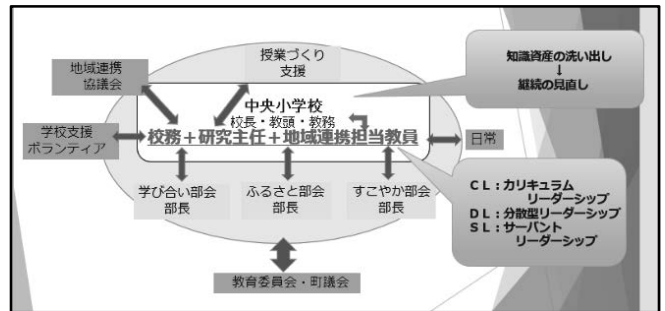 授業づくり
支援
地域連携
協議会
知識資産の洗い出し
↓
継続の見直し
中央小学校
校長・教頭・教務
校務+研究主任+地域連携担当教員
学校支援
ボランティア
日常
学び合い部会
部長
ふるさと部会
部長
すこやか部会
部長
CL:カリキュラム
リーダーシップ
DL:分散型リーダーシップ
SL:サーバント
リーダーシップ
教育委員会・町議会